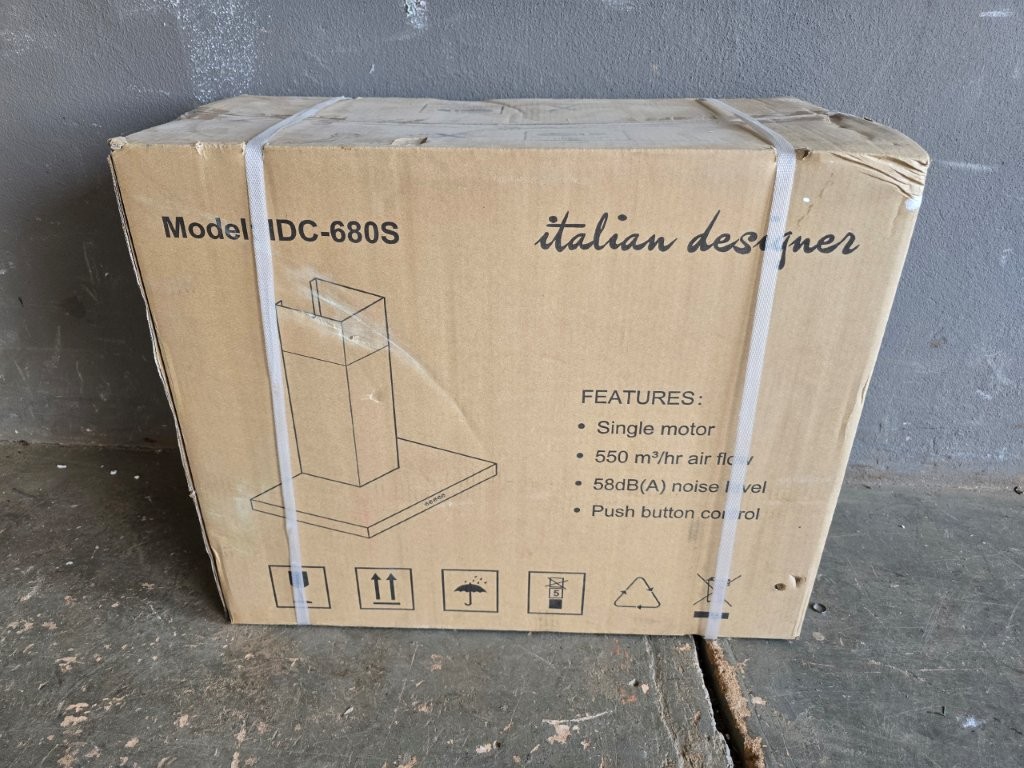 Model: IDC-680S
italian designer
FEATURES:
• Single motor
• 550 m³/hr air flow
• 58dB(A) noise level
• Push button control
5